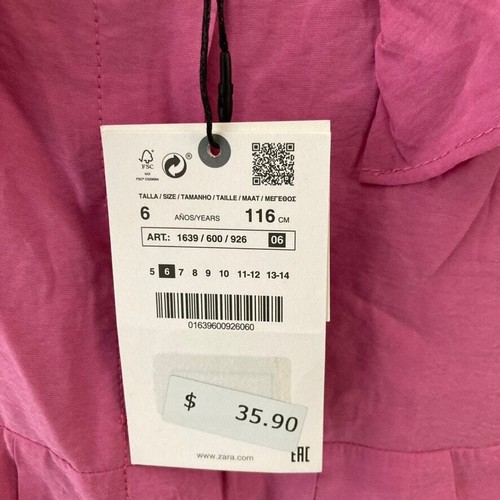 FSC
®
TALLA / SIZE / TAMANHO / TAILLE / MAAT / ΜΕΓΕΘΟΣ
6 AÑOS/YEARS 116 CM
ART.: 1639 / 600 / 926 06
5 6 7 8 9 10 11-12 13-14
01639600926060
$ 35.90
www.zara.com
EAC